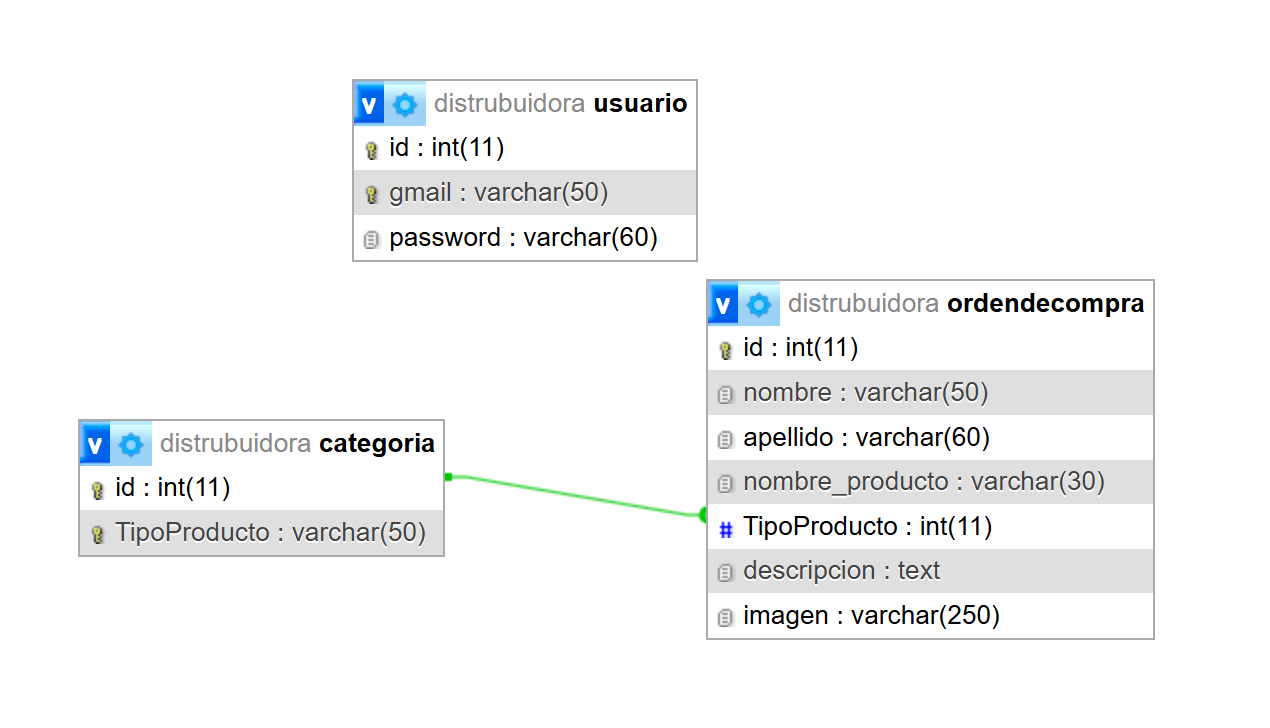 v distrubuidora usuario
id : int(11)
gmail : varchar(50)
password : varchar(60)
v distrubuidora ordendecompra
id : int(11)
nombre : varchar(50)
apellido : varchar(60)
nombre_producto : varchar(30)
# TipoProducto : int(11)
descripcion : text
imagen : varchar(250)
v distrubuidora categoria
id : int(11)
TipoProducto : varchar(50)